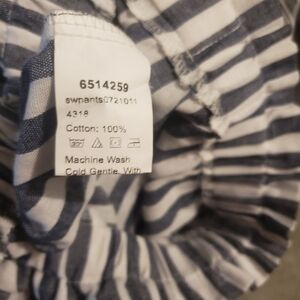 6514259
swpants0721011
4318
Cotton: 100%
Machine Wash
Cold Gentle, With